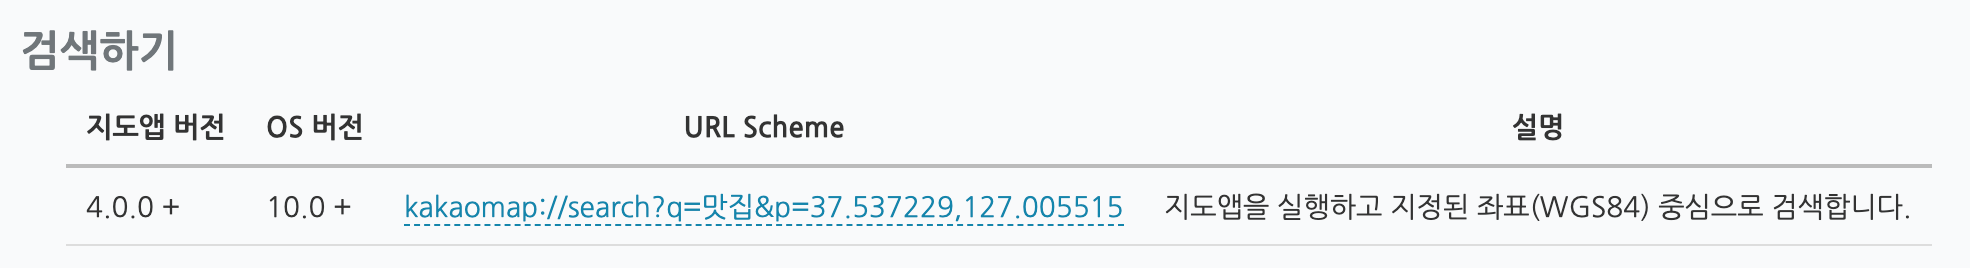 검색하기
지도앱 버전 OS 버전 URL Scheme 설명
4.0.0 + 10.0 + kakaomap://search?q=맛집&p=37.537229,127.005515 지도앱을 실행하고 지정된 좌표(WGS84) 중심으로 검색합니다.